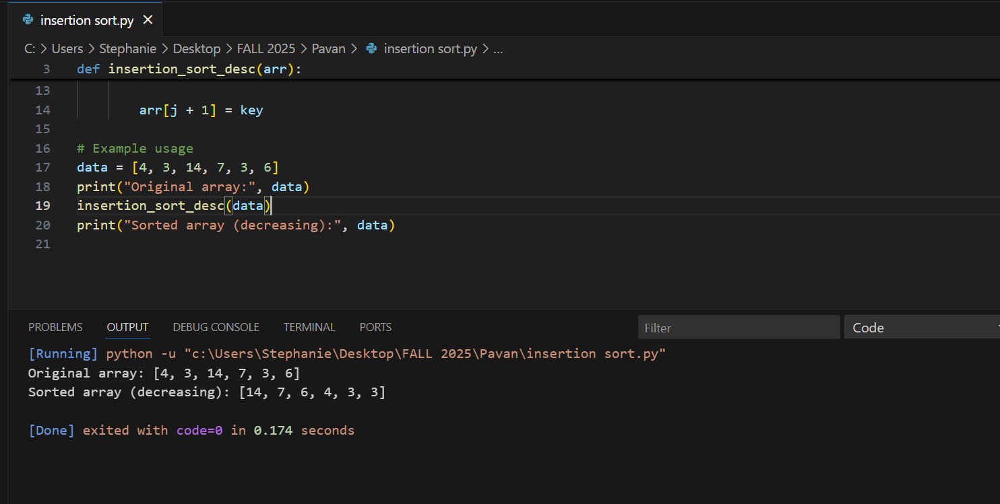 insertion sort.py ×
C: > Users > Stephanie > Desktop > FALL 2025 > Pavan > insertion sort.py > ...
3 def insertion_sort_desc(arr):
13
14 arr[j + 1] = key
15
16 # Example usage
17 data = [4, 3, 14, 7, 3, 6]
18 print("Original array:", data)
19 insertion_sort_desc(data)
20 print("Sorted array (decreasing):", data)
21
PROBLEMS OUTPUT DEBUG CONSOLE TERMINAL PORTS Filter Code
[Running] python -u "c:\Users\Stephanie\Desktop\FALL 2025\Pavan\insertion sort.py"
Original array: [4, 3, 14, 7, 3, 6]
Sorted array (decreasing): [14, 7, 6, 4, 3, 3]
[Done] exited with code=0 in 0.174 seconds